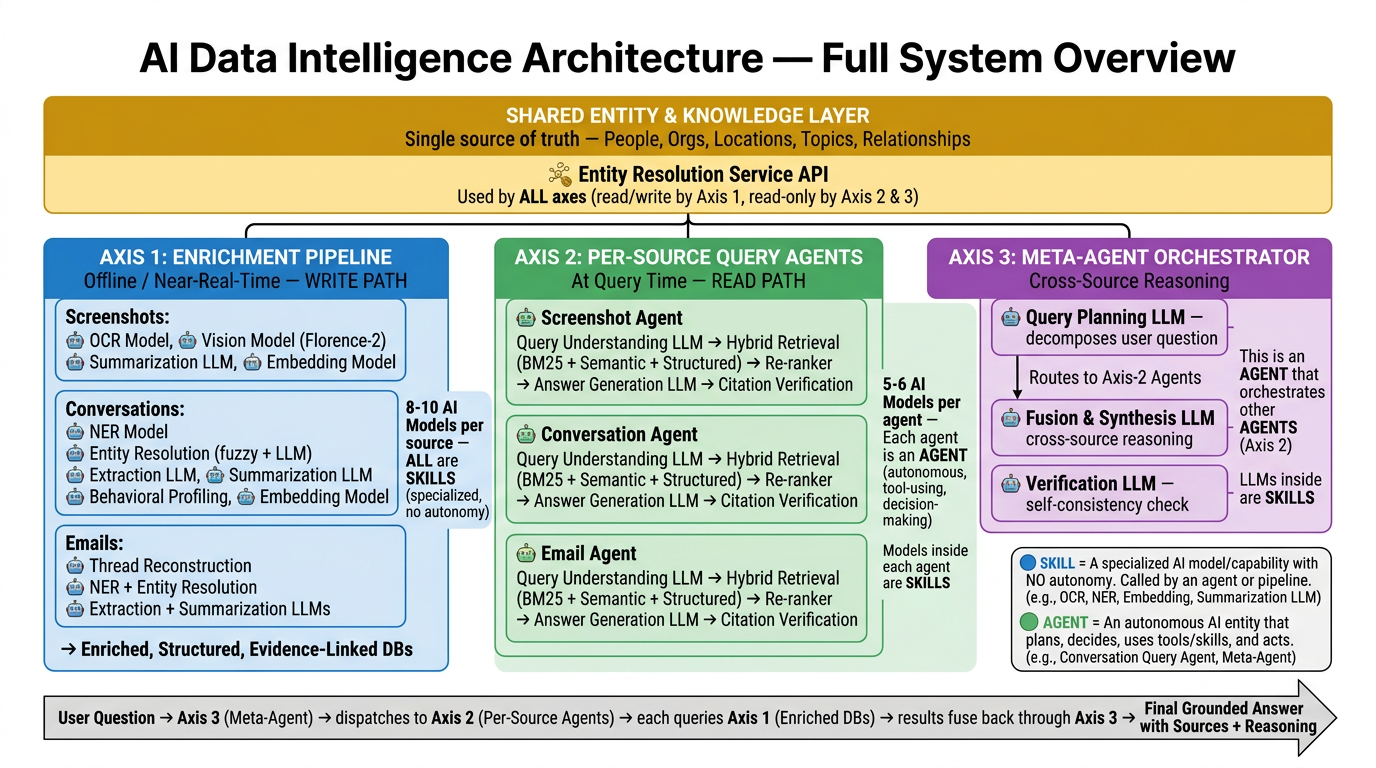 AI Data Intelligence Architecture — Full System Overview
SHARED ENTITY & KNOWLEDGE LAYER
Single source of truth — People, Orgs, Locations, Topics, Relationships
Entity Resolution Service API
Used by ALL axes (read/write by Axis 1, read-only by Axis 2 & 3)
AXIS 1: ENRICHMENT PIPELINE
Offline / Near-Real-Time — WRITE PATH
Screenshots:
OCR Model, Vision Model (Florence-2)
Summarization LLM, Embedding Model
Conversations:
NER Model
Entity Resolution (fuzzy + LLM)
Extraction LLM, Summarization LLM
Behavioral Profiling, Embedding Model
Emails:
Thread Reconstruction
NER + Entity Resolution
Extraction + Summarization LLMs
→ Enriched, Structured, Evidence-Linked DBs
8-10 AI
Models per
source —
ALL are
SKILLS
(specialized,
no autonomy)
AXIS 2: PER-SOURCE QUERY AGENTS
At Query Time — READ PATH
Screenshot Agent
Query Understanding LLM → Hybrid Retrieval
(BM25 + Semantic + Structured) → Re-ranker
→ Answer Generation LLM → Citation Verification
Conversation Agent
Query Understanding LLM → Hybrid Retrieval
(BM25 + Semantic + Structured) → Re-ranker
→ Answer Generation LLM → Citation Verification
Email Agent
Query Understanding LLM → Hybrid Retrieval
(BM25 + Semantic + Structured) → Re-ranker
→ Answer Generation LLM → Citation Verification
5-6 AI
Models per
agent —
Each agent
is an AGENT
(autonomous,
tool-using,
decision-
making)
Models inside
each agent
are SKILLS
AXIS 3: META-AGENT ORCHESTRATOR
Cross-Source Reasoning
Query Planning LLM —
decomposes user question
Routes to Axis-2 Agents
Fusion & Synthesis LLM
cross-source reasoning
Verification LLM —
self-consistency check
This is an
AGENT that
orchestrates
other
AGENTS
(Axis 2)
LLMs inside
are SKILLS
SKILL = A specialized AI model/capability with
NO autonomy. Called by an agent or pipeline.
(e.g., OCR, NER, Embedding, Summarization LLM)
AGENT = An autonomous AI entity that
plans, decides, uses tools/skills, and acts.
(e.g., Conversation Query Agent, Meta-Agent)
User Question → Axis 3 (Meta-Agent) → dispatches to Axis 2 (Per-Source Agents) → each queries Axis 1 (Enriched DBs) → results fuse back through Axis 3 →
Final Grounded Answer
with Sources + Reasoning